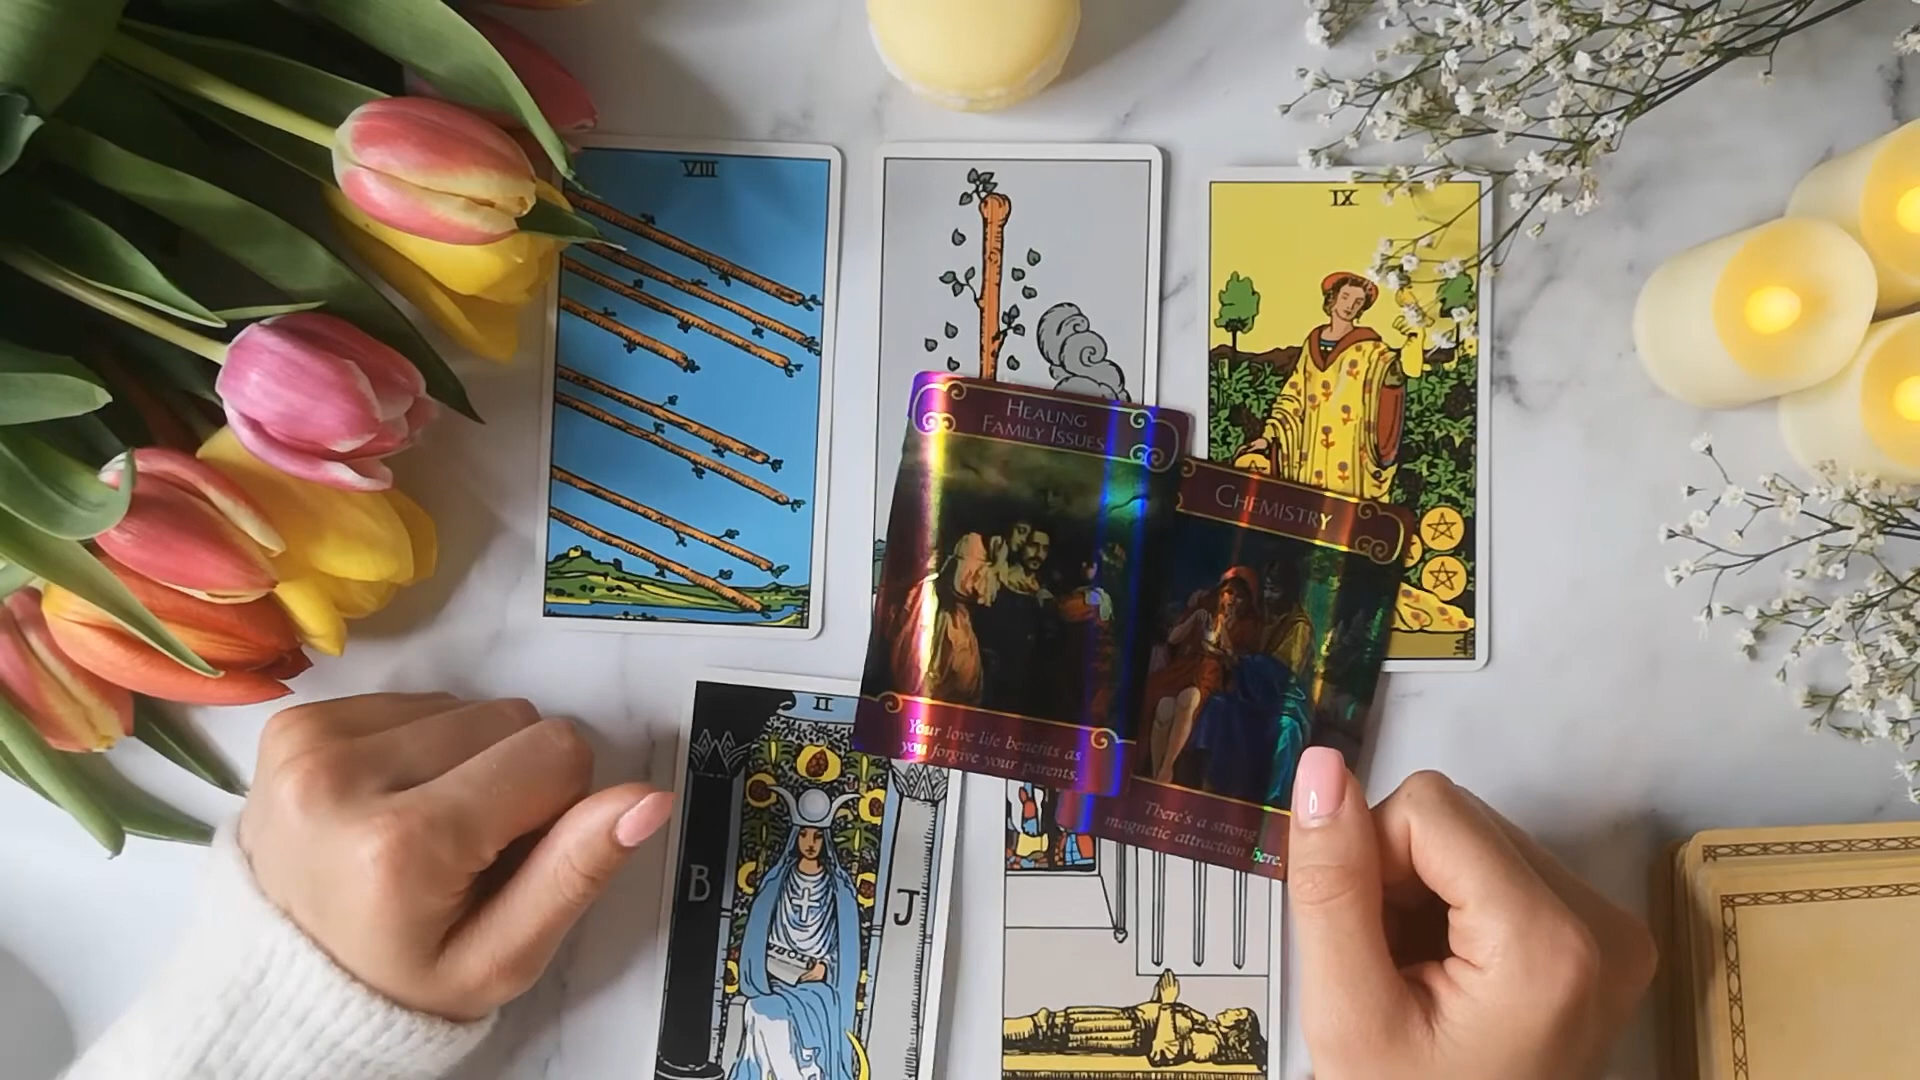 VIII
IX
HEALING
FAMILY ISSUES
CHEMISTRY
Your love life benefits as
you forgive your parents.
There's a strong
magnetic attraction here.
II
B
J